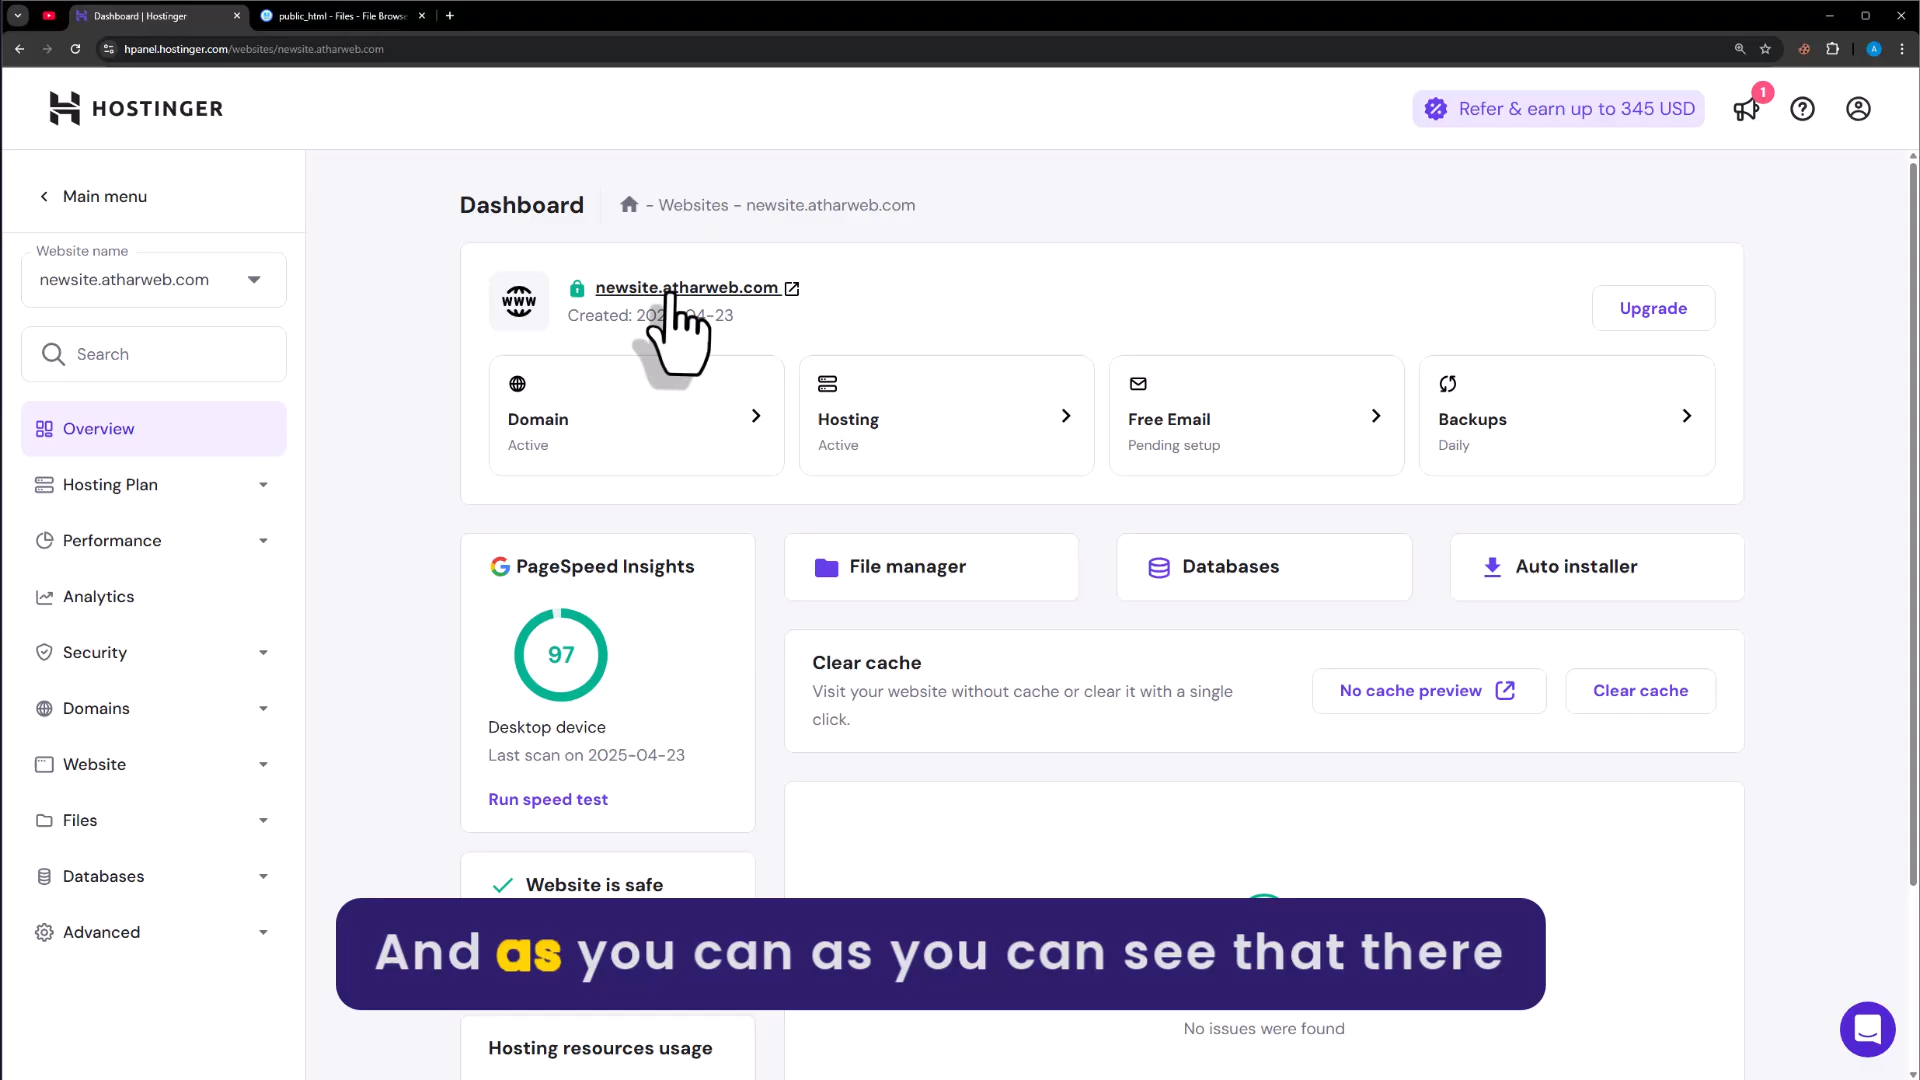 Dashboard | Hostinger
public_html - Files - File Browse
hpanel.hostinger.com/websites/newsite.atharweb.com
A
HOSTINGER
Refer & earn up to 345 USD
1
Main menu
Dashboard
- Websites - newsite.atharweb.com
Website name
newsite.atharweb.com
www
newsite.atharweb.com
Created: 2025-04-23
Upgrade
Search
Domain
Active
Hosting
Active
Free Email
Pending setup
Backups
Daily
Overview
Hosting Plan
Performance
Analytics
Security
Domains
Website
Files
Databases
Advanced
PageSpeed Insights
97
Desktop device
Last scan on 2025-04-23
Run speed test
File manager
Databases
Auto installer
Clear cache
Visit your website without cache or clear it with a single
click.
No cache preview
Clear cache
Website is safe
And as you can as you can see that there
No issues were found
Hosting resources usage